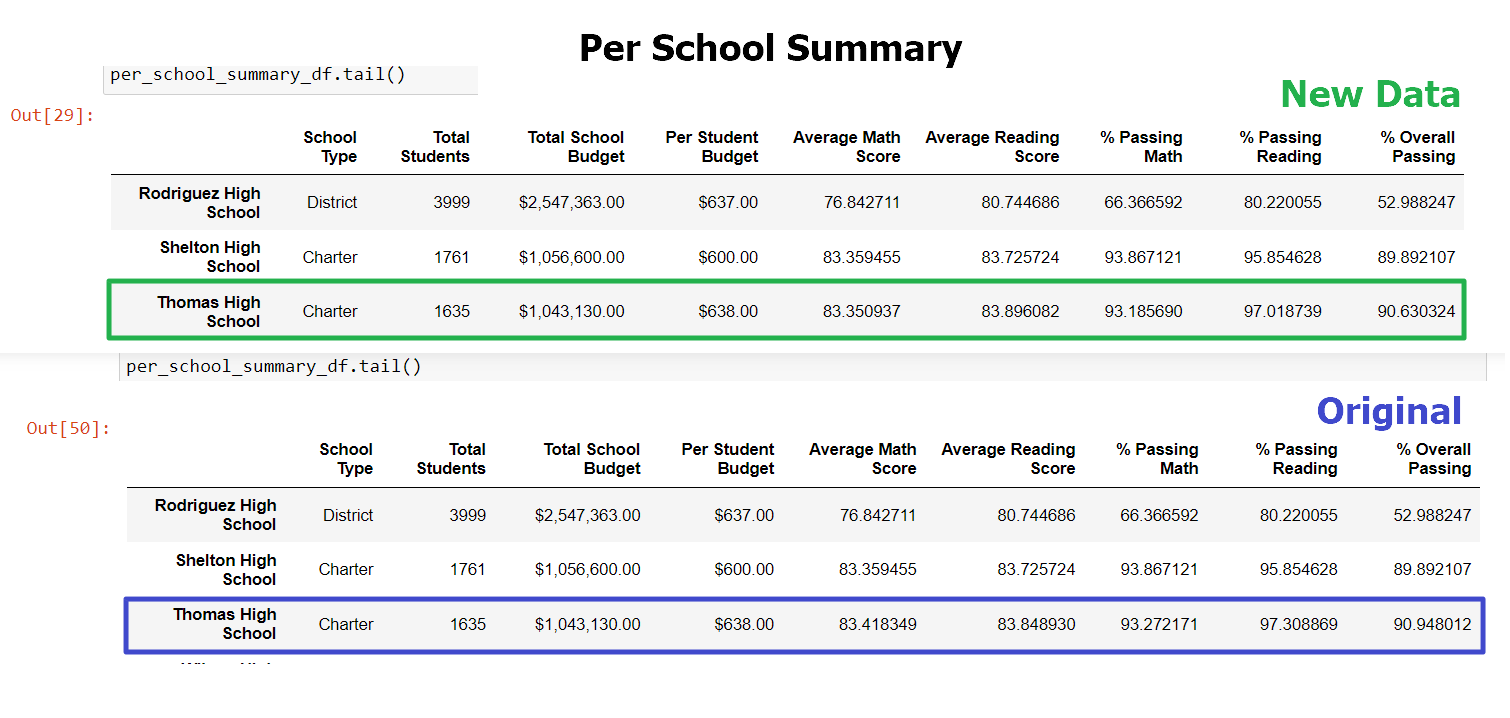 Per School Summary
per_school_summary_df.tail()
New Data
Out[29]:
School Type Total Students Total School Budget Per Student Budget Average Math Score Average Reading Score % Passing Math % Passing Reading % Overall Passing
Rodriguez High School District 3999 $2,547,363.00 $637.00 76.842711 80.744686 66.366592 80.220055 52.988247
Shelton High School Charter 1761 $1,056,600.00 $600.00 83.359455 83.725724 93.867121 95.854628 89.892107
Thomas High School Charter 1635 $1,043,130.00 $638.00 83.350937 83.896082 93.185690 97.018739 90.630324
per_school_summary_df.tail()
Original
Out[50]:
School Type Total Students Total School Budget Per Student Budget Average Math Score Average Reading Score % Passing Math % Passing Reading % Overall Passing
Rodriguez High School District 3999 $2,547,363.00 $637.00 76.842711 80.744686 66.366592 80.220055 52.988247
Shelton High School Charter 1761 $1,056,600.00 $600.00 83.359455 83.725724 93.867121 95.854628 89.892107
Thomas High School Charter 1635 $1,043,130.00 $638.00 83.418349 83.848930 93.272171 97.308869 90.948012